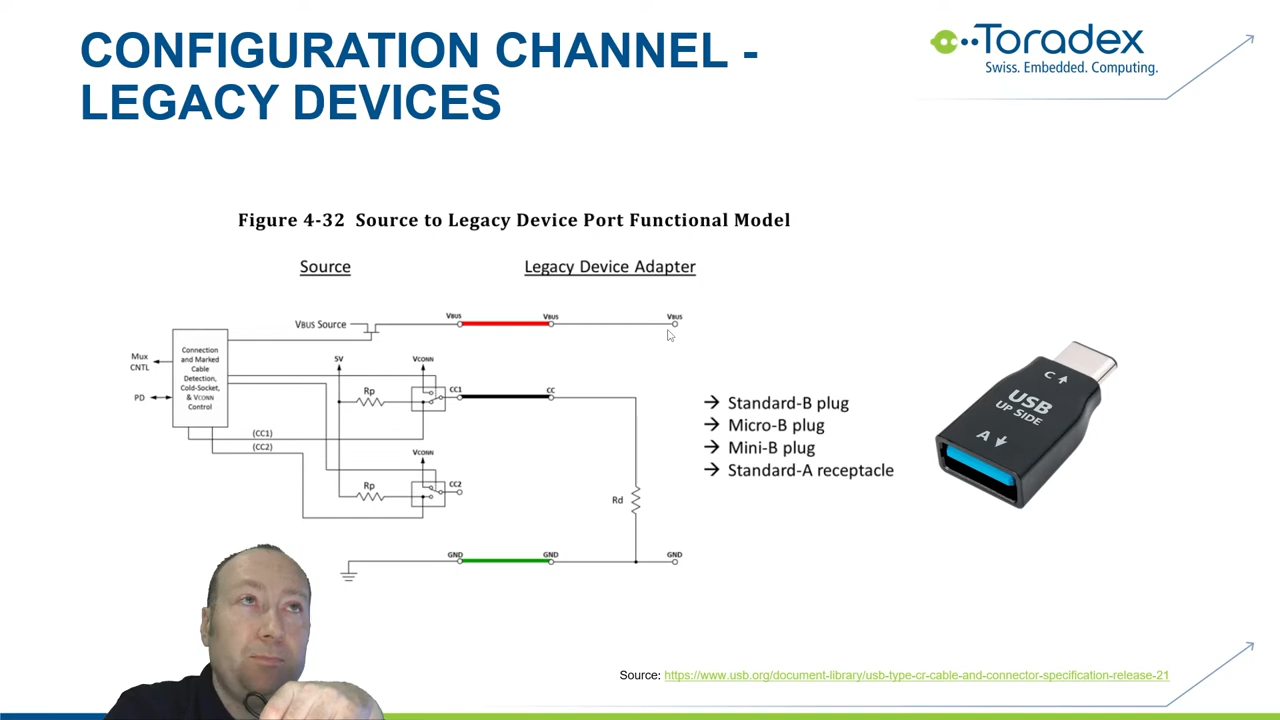 CONFIGURATION CHANNEL -
LEGACY DEVICES
Toradex
Swiss. Embedded. Computing.
Figure 4-32 Source to Legacy Device Port Functional Model
Source
Legacy Device Adapter
VBUS Source
VBUS
VBUS
VBUS
Mux
CNTL
PD
Connection
and Marked
Cable
Detection,
Cold-Socket,
& VCONN
Control
5V
VCONN
Rp
CC1
CC
(CC1)
(CC2)
VCONN
Rp
CC2
Rd
GND
GND
GND
→ Standard-B plug
→ Micro-B plug
→ Mini-B plug
→ Standard-A receptacle
C
USB
UP SIDE
A
Source: https://www.usb.org/document-library/usb-type-cr-cable-and-connector-specification-release-21